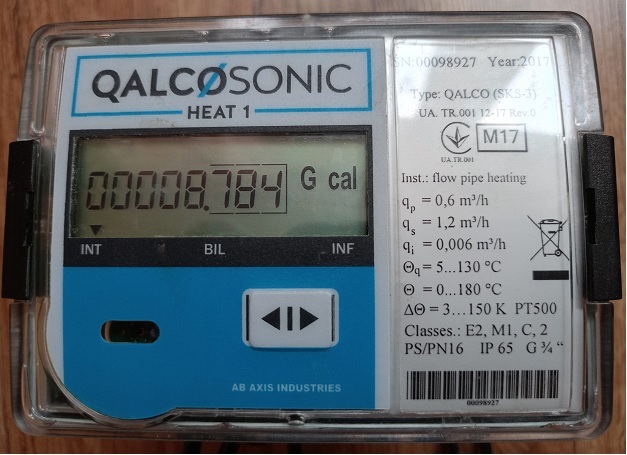 QALCOSONIC
HEAT 1
00008.784 G cal
INT BIL INF
AB AXIS INDUSTRIES
SN:00098927 Year:2017
Type: QALCO (SKS-3)
UA. TR.001 12-17 Rev.0
M17
UA.TR.001
Inst.: flow pipe heating
qp = 0,6 m³/h
qs = 1,2 m³/h
qi = 0,006 m³/h
Θq = 5...130 °C
Θ = 0...180 °C
ΔΘ = 3...150 K PT500
Classes.: E2, M1, C, 2
PS/PN16 IP 65 G ¾ “
00098927